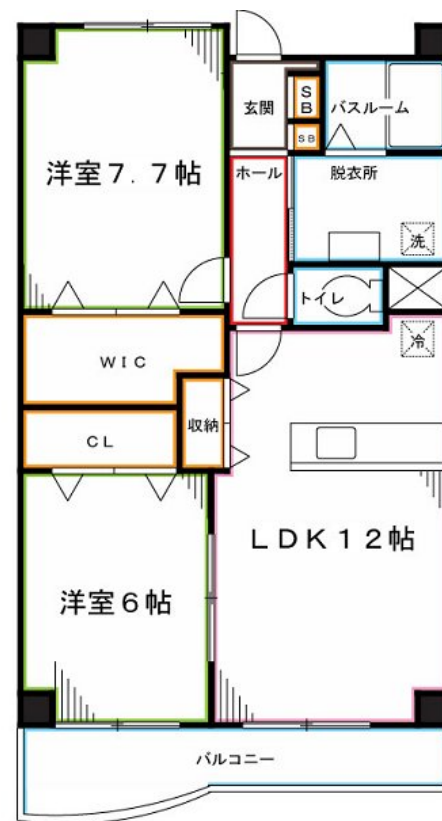 玄関
SB
バスルーム
SB
洋室7.7帖
ホール
脱衣所
洗
トイレ
WIC
冷
収納
CL
LDK12帖
洋室6帖
バルコニー